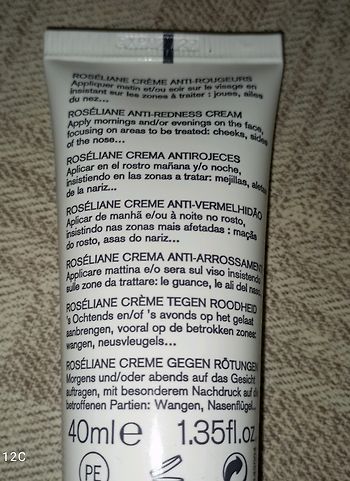 ROSÉLIANE CRÈME ANTI-ROUGEURS
Appliquer matin et/ou soir sur le visage en
insistant sur les zones à traiter : joues, ailes
du nez...
ROSÉLIANE ANTI-REDNESS CREAM
Apply mornings and/or evenings on the face,
focusing on areas to be treated: cheeks, sides
of the nose...
ROSÉLIANE CREMA ANTIROJECES
Aplicar en el rostro mañana y/o noche,
insistiendo en las zonas a tratar: mejillas, aletas
de la nariz...
ROSÉLIANE CREME ANTI-VERMELHIDÃO
Aplicar de manhã e/ou à noite no rosto,
insistindo nas zonas mais afetadas : maçãs
do rosto, asas do nariz...
ROSÉLIANE CREMA ANTI-ARROSSAMENT
Applicare mattina e/o sera sul viso insistendo
sulle zone da trattare: le guance, le ali del naso
ROSÉLIANE CRÈME TEGEN ROODHEID
's Ochtends en/of 's avonds op het gelaat
aanbrengen, vooral op de betrokken zones:
wangen, neusvleugels...
ROSÉLIANE CREME GEGEN RÖTUNGEN
Morgens und/oder abends auf das Gesicht
auftragen, mit besonderem Nachdruck auf die
betroffenen Partien: Wangen, Nasenflügel...
40ml e 1.35fl.oz.
PE
12C